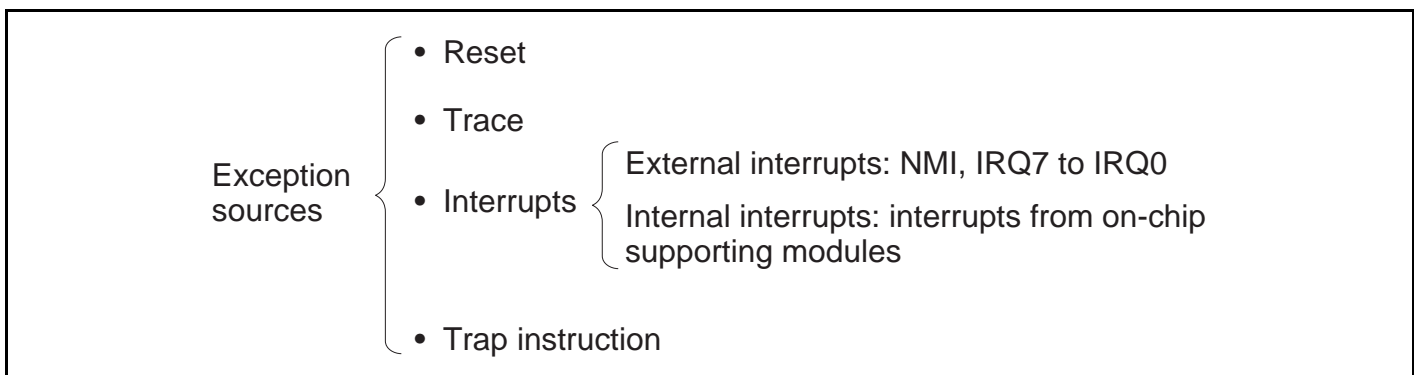 Exception
sources
• Reset
• Trace
• Interrupts
External interrupts: NMI, IRQ7 to IRQ0
Internal interrupts: interrupts from on-chip
supporting modules
• Trap instruction